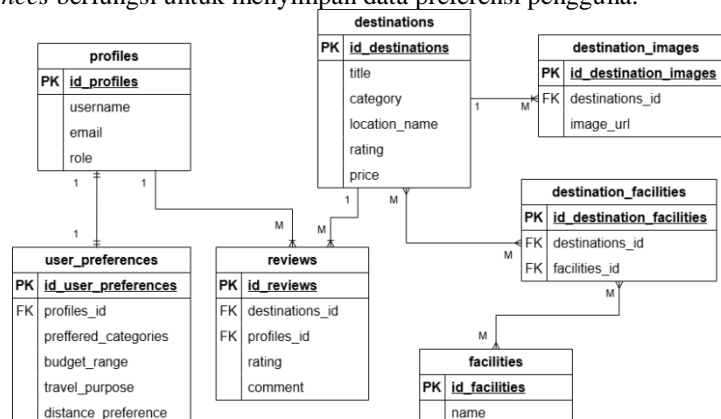 ences berfungsi untuk menyimpan data preferensi pengguna.
destinations
PK id_destinations
title
category
location_name
rating
price
profiles
PK id_profiles
username
email
role
destination_images
PK id_destination_images
FK destinations_id
image_url
1
M
destination_facilities
PK id_destination_facilities
FK destinations_id
FK facilities_id
1
1
1
M
1
M
M
M
M
M
user_preferences
PK id_user_preferences
FK profiles_id
preffered_categories
budget_range
travel_purpose
distance_preference
reviews
PK id_reviews
FK destinations_id
FK profiles_id
rating
comment
facilities
PK id_facilities
name